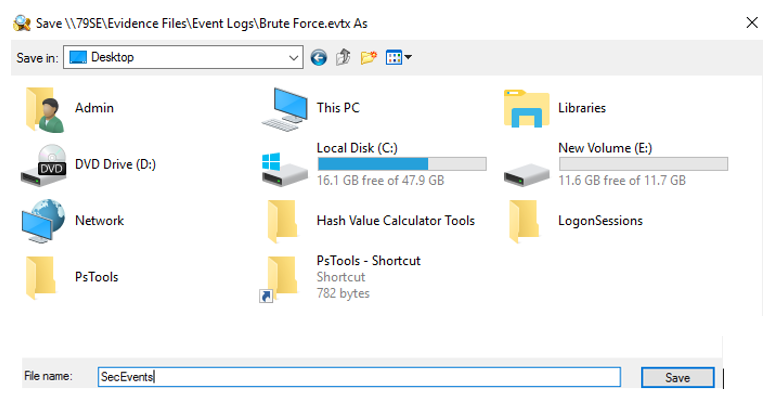 Save \\79SE\Evidence Files\Event Logs\Brute Force.evtx As
Save in: Desktop
Admin
This PC
Libraries
DVD
DVD Drive (D:)
Local Disk (C:)
16.1 GB free of 47.9 GB
New Volume (E:)
11.6 GB free of 11.7 GB
Network
Hash Value Calculator Tools
LogonSessions
PsTools
PsTools - Shortcut
Shortcut
782 bytes
File name: SecEvents Save